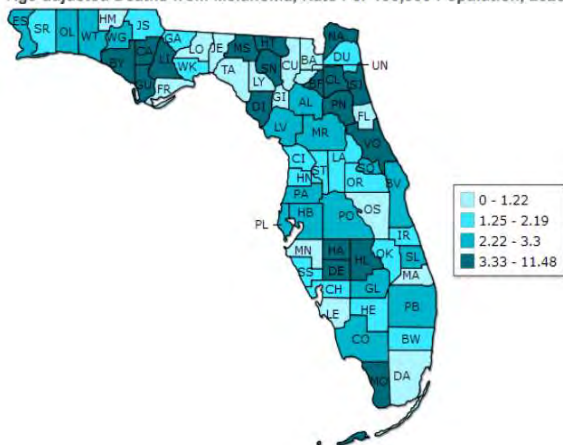 Age-adjusted Deaths from Melanoma, Rate Per 100,000 Population,
ES SR OL WT HM JS
WG GA LO JE MS HT NA
CA LI WK TA SN CU BA DU
BY GU FR LY UN
BF CL SJ
DI GI AL PN FL
LV MR VO
CI ST LA SO
HN OR BV
PA
PL HB PO OS
IR
MN HA HL OK SL
SS DE MA
CH GL
LE HE PB
CO BW
MO DA
0 - 1.22
1.25 - 2.19
2.22 - 3.3
3.33 - 11.48